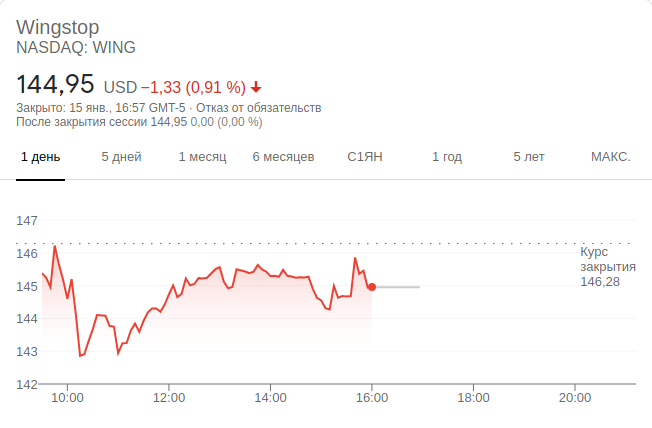 Wingstop
NASDAQ: WING
144,95 USD −1,33 (0,91 %)
Закрыто: 15 янв., 16:57 GMT-5 · Отказ от обязательств
После закрытия сессии 144,95 0,00 (0,00 %)
1 день 5 дней 1 месяц 6 месяцев С1ЯН 1 год 5 лет МАКС.
147
146
145
144
143
142
Курс
закрытия
146,28
10:00 12:00 14:00 16:00 18:00 20:00